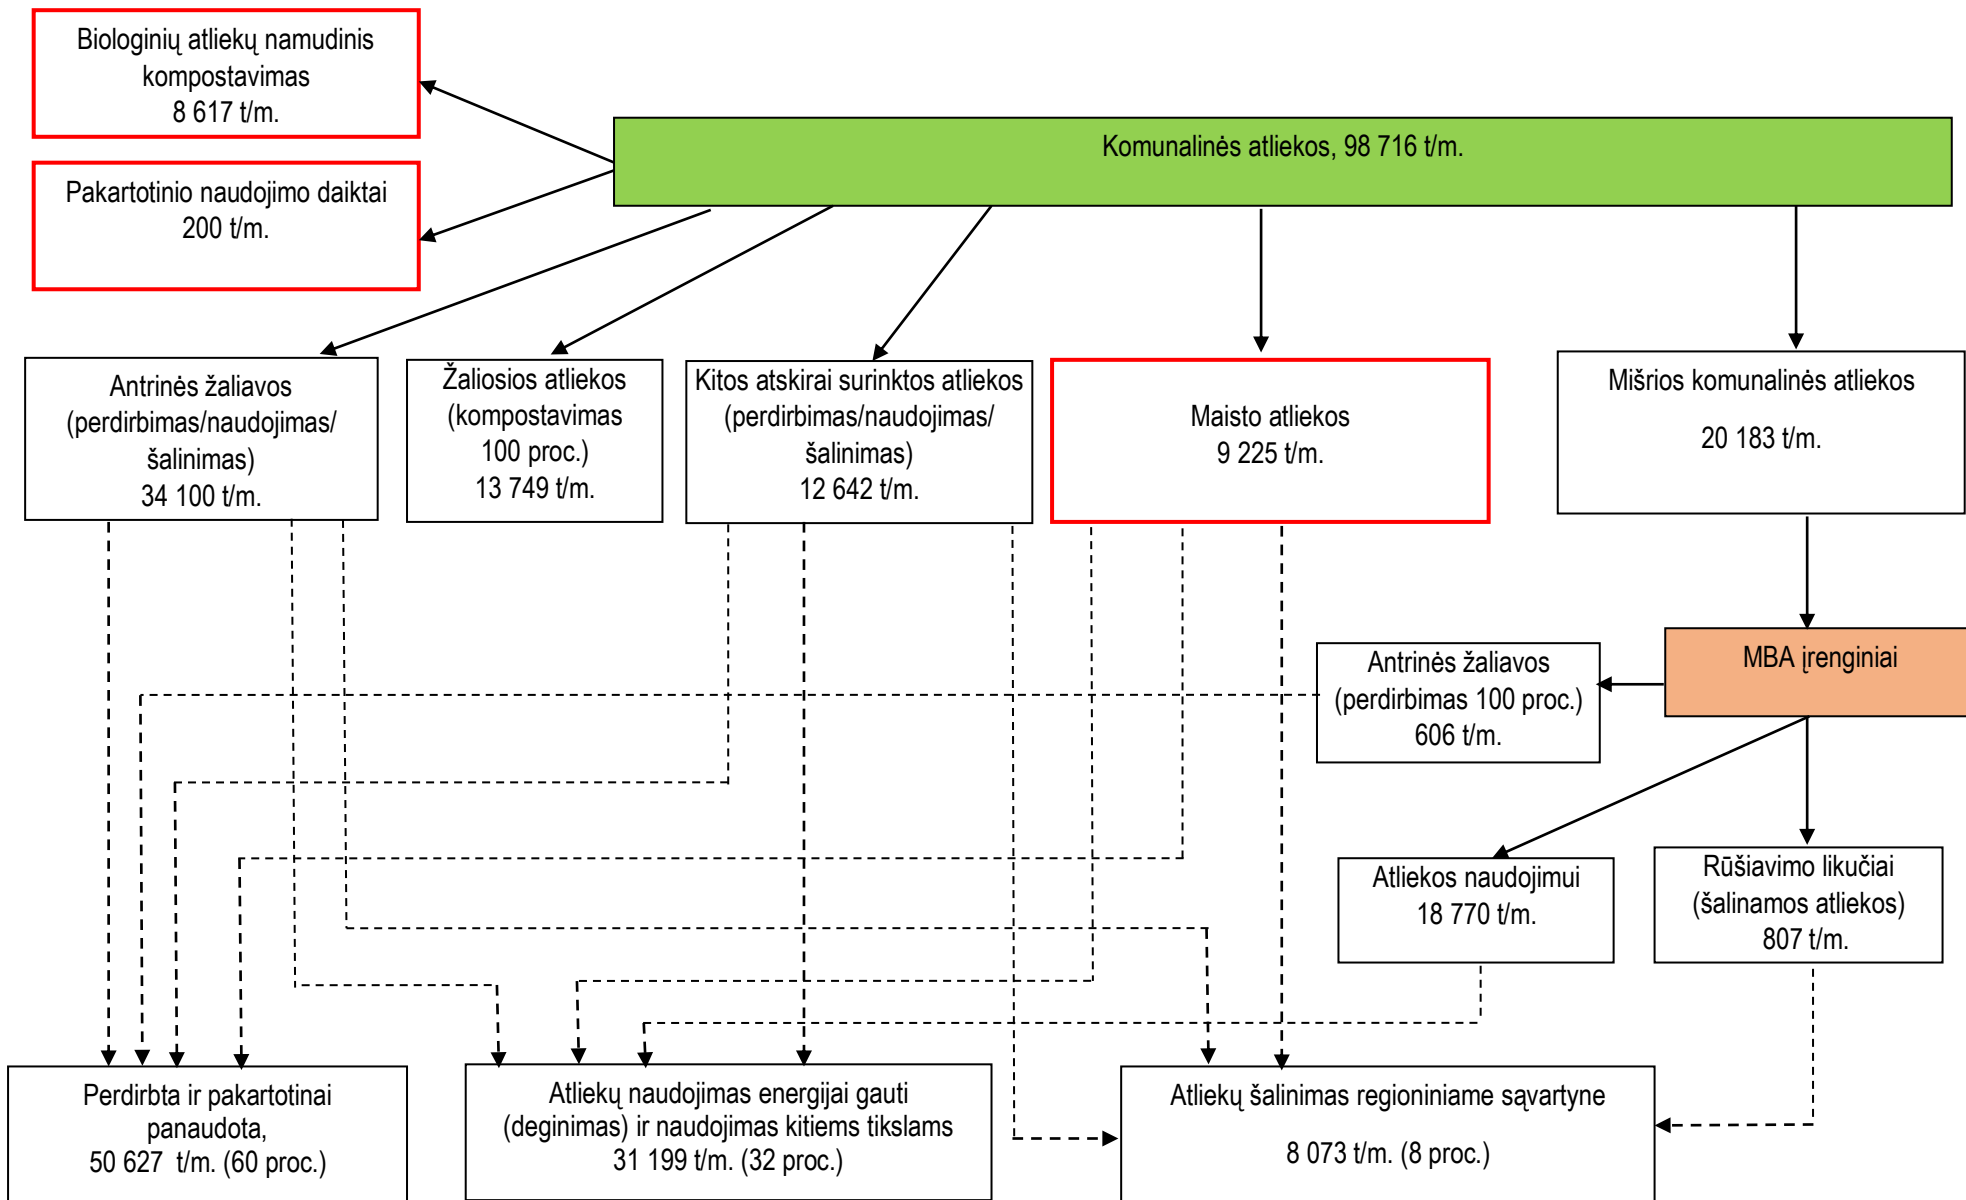 Biologinių atliekų namudinis
kompostavimas
8 617 t/m.
Komunalinės atliekos, 98 716 t/m.
Pakartotinio naudojimo daiktai
200 t/m.
Antrinės žaliavos
(perdirbimas/naudojimas/
šalinimas)
34 100 t/m.
Žaliosios atliekos
(kompostavimas
100 proc.)
13 749 t/m.
Kitos atskirai surinktos atliekos
(perdirbimas/naudojimas/
šalinimas)
12 642 t/m.
Maisto atliekos
9 225 t/m.
Mišrios komunalinės atliekos
20 183 t/m.
MBA įrenginiai
Antrinės žaliavos
(perdirbimas 100 proc.)
606 t/m.
Atliekos naudojimui
18 770 t/m.
Rūšiavimo likučiai
(šalinamos atliekos)
807 t/m.
Perdirbta ir pakartotinai
panaudota,
50 627 t/m. (60 proc.)
Atliekų naudojimas energijai gauti
(deginimas) ir naudojimas kitiems tikslams
31 199 t/m. (32 proc.)
Atliekų šalinimas regioniniame sąvartyne
8 073 t/m. (8 proc.)